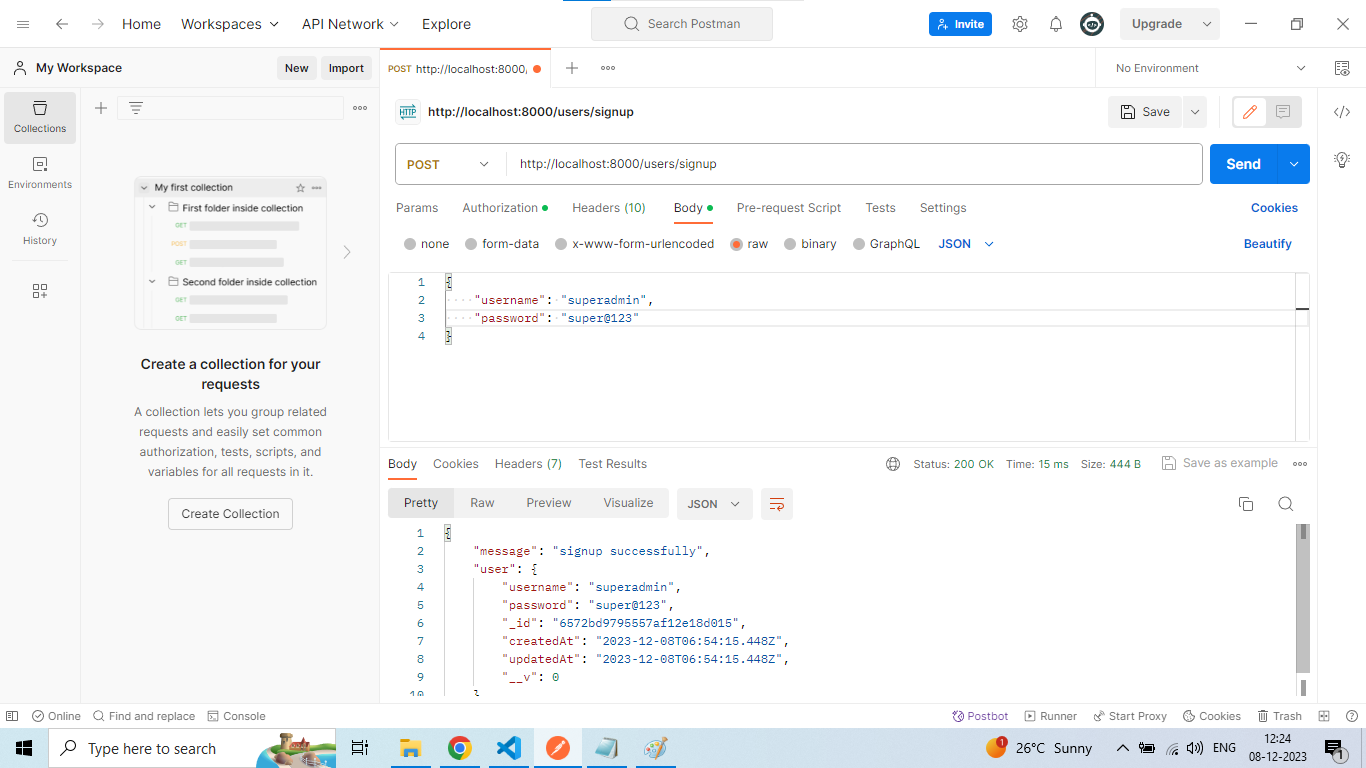 Home Workspaces API Network Explore Search Postman Invite Upgrade
My Workspace New Import POST http://localhost:8000/ No Environment
Collections
Environments
History
My first collection
First folder inside collection
GET
POST
GET
Second folder inside collection
GET
GET
Create a collection for your
requests
A collection lets you group related
requests and easily set common
authorization, tests, scripts, and
variables for all requests in it.
Create Collection
HTTP http://localhost:8000/users/signup Save
POST http://localhost:8000/users/signup Send
Params Authorization Headers (10) Body Pre-request Script Tests Settings Cookies
none form-data x-www-form-urlencoded raw binary GraphQL JSON Beautify
1 {
2 "username": "superadmin",
3 "password": "super@123"
4 }
Body Cookies Headers (7) Test Results Status: 200 OK Time: 15 ms Size: 444 B Save as example
Pretty Raw Preview Visualize JSON
1 {
2 "message": "signup successfully",
3 "user": {
4 "username": "superadmin",
5 "password": "super@123",
6 "_id": "6572bd9795557af12e18d015",
7 "createdAt": "2023-12-08T06:54:15.448Z",
8 "updatedAt": "2023-12-08T06:54:15.448Z",
9 "__v": 0
10 }
Online Find and replace Console Postbot Runner Start Proxy Cookies Trash
Type here to search 1 26°C Sunny ENG 12:24
08-12-2023 1